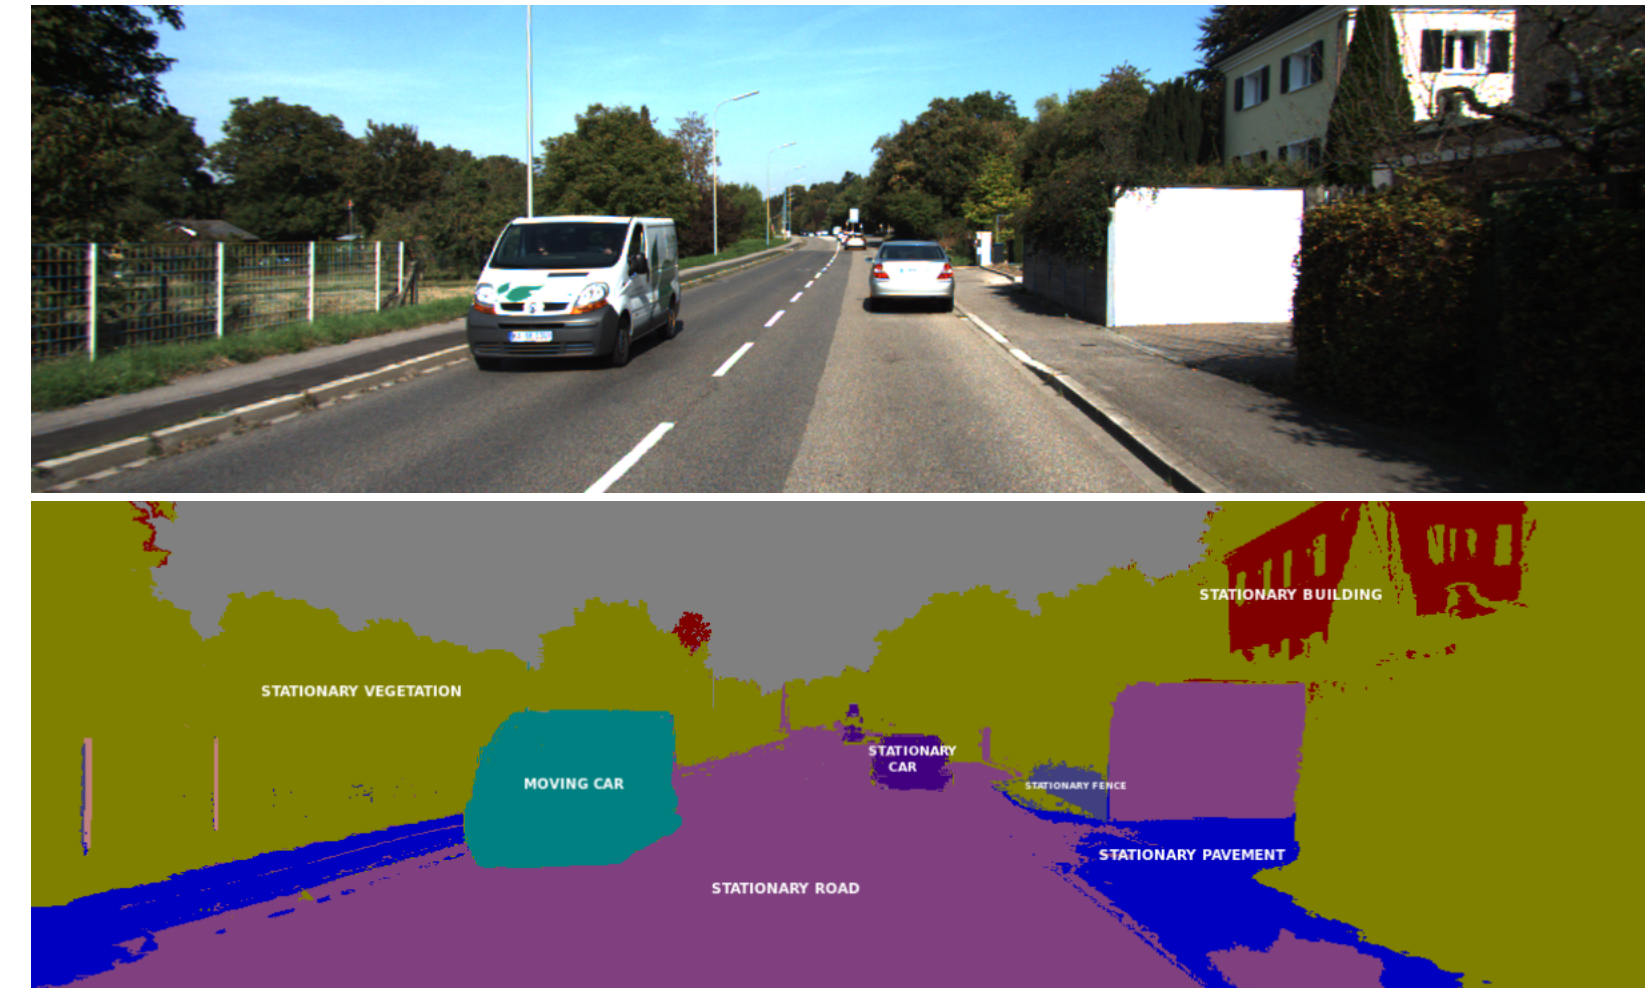 STATIONARY BUILDING
STATIONARY VEGETATION
STATIONARY
CAR
MOVING CAR
STATIONARY FENCE
STATIONARY PAVEMENT
STATIONARY ROAD